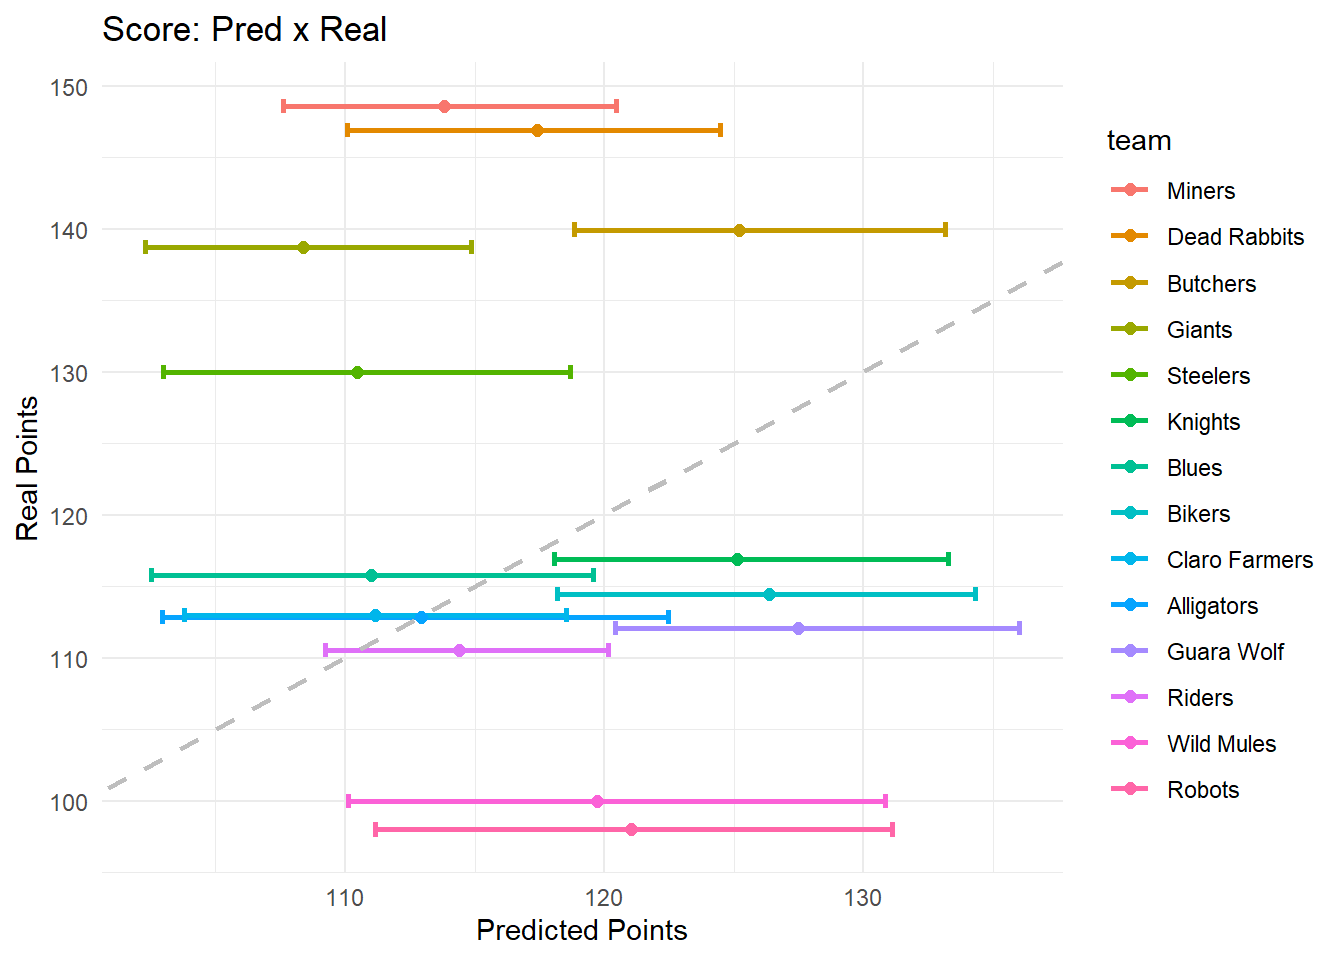 Score: Pred x Real
150
140
130
120
110
100
Real Points
110
120
130
Predicted Points
team
Miners
Dead Rabbits
Butchers
Giants
Steelers
Knights
Blues
Bikers
Claro Farmers
Alligators
Guara Wolf
Riders
Wild Mules
Robots